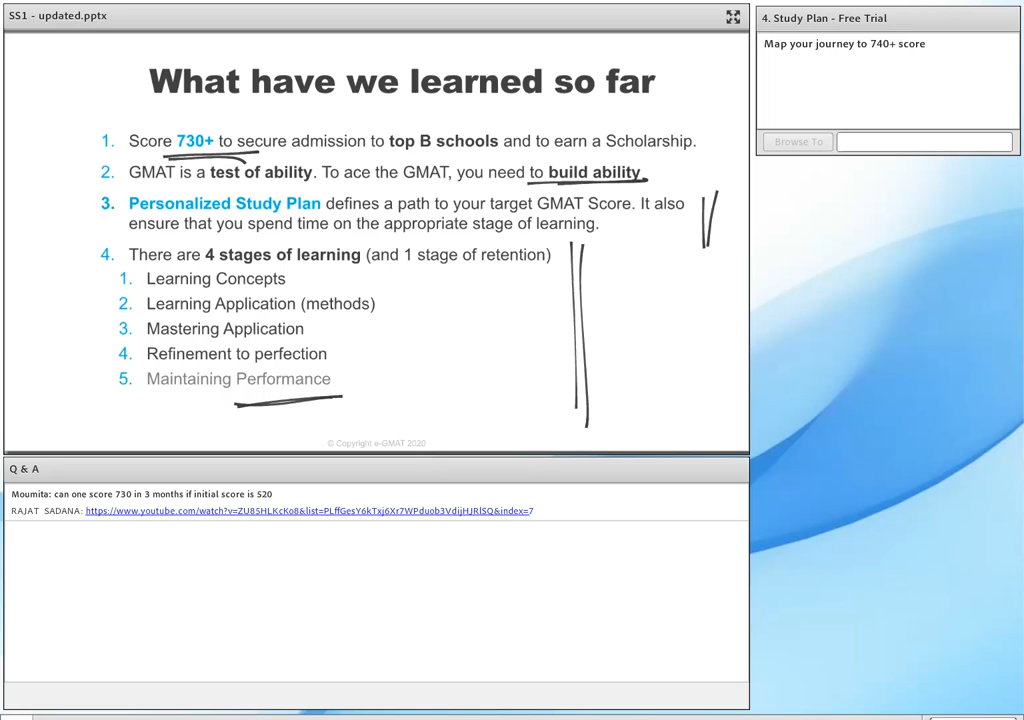 SS1 - updated.pptx
What have we learned so far
1. Score 730+ to secure admission to top B schools and to earn a Scholarship.
2. GMAT is a test of ability. To ace the GMAT, you need to build ability.
3. Personalized Study Plan defines a path to your target GMAT Score. It also
ensure that you spend time on the appropriate stage of learning.
4. There are 4 stages of learning (and 1 stage of retention)
1. Learning Concepts
2. Learning Application (methods)
3. Mastering Application
4. Refinement to perfection
5. Maintaining Performance
© Copyright e-GMAT 2020
4. Study Plan - Free Trial
Map your journey to 740+ score
Browse To
Q & A
Moumita: can one score 730 in 3 months if initial score is 520
RAJAT SADANA: https://www.youtube.com/watch?v=ZU85HLKcKo8&list=PLffGesY6kTxj6Xr7WPduob3VdijHJRlSQ&index=7